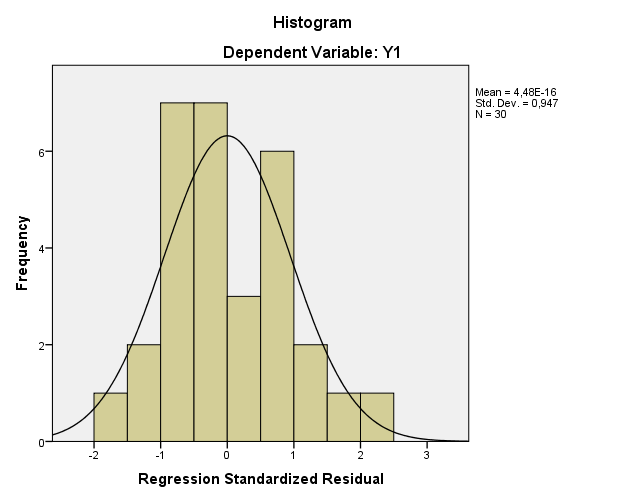 Histogram
Dependent Variable: Y1
Mean = 4,48E-16
Std. Dev. = 0,947
N = 30
Frequency
6
4
2
0
-2 -1 0 1 2 3
Regression Standardized Residual